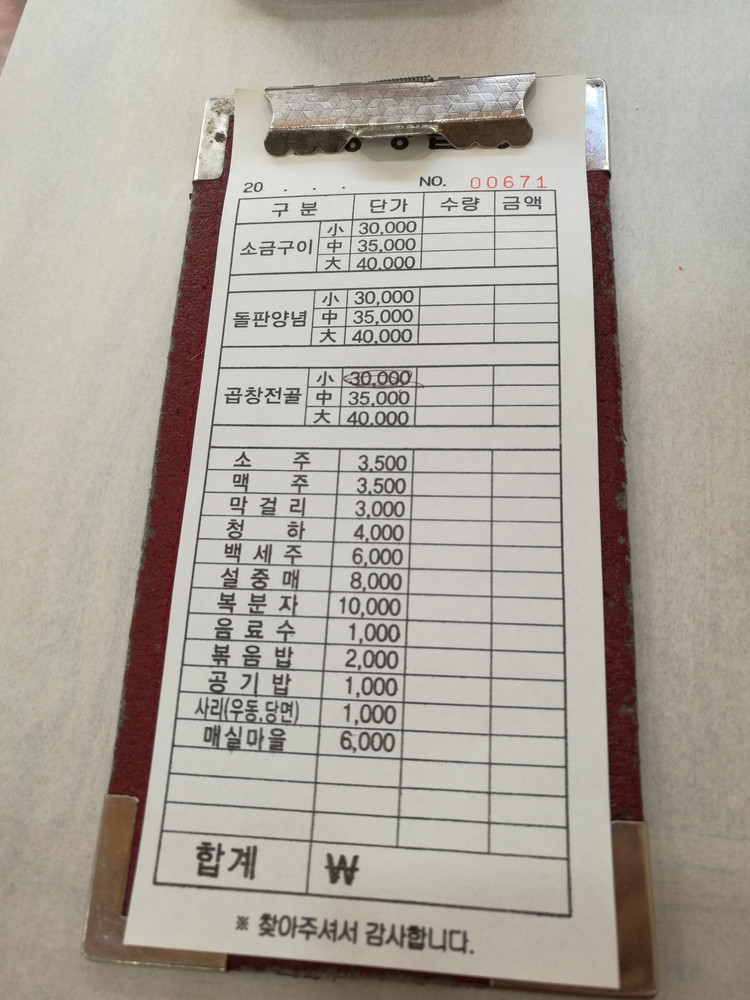 20 . . . NO. 00671
구 분 단가 수량 금액
소금구이 小 30,000
中 35,000
大 40,000
돌판양념 小 30,000
中 35,000
大 40,000
곱창전골 小 30,000
中 35,000
大 40,000
소 주 3,500
맥 주 3,500
막 걸 리 3,000
청 하 4,000
백 세 주 6,000
설 중 매 8,000
복 분 자 10,000
음 료 수 1,000
볶 음 밥 2,000
공 기 밥 1,000
사리(우동,당면) 1,000
매실마을 6,000
합계 ₩
※ 찾아주셔서 감사합니다.